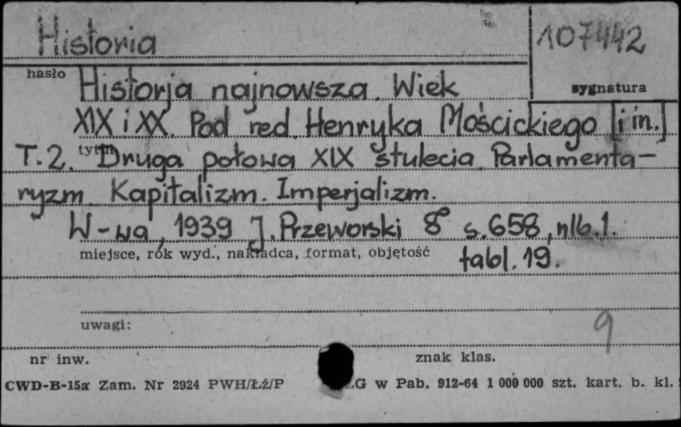 Historia
107442
hasło
Historja najnowsza. Wiek
sygnatura
XIX i XX. Pod red. Henryka Mościckiego [i in.]
T. 2. tytuł Druga połowa XIX stulecia. Parlamenta-
ryzm. Kapitalizm. Imperjalizm.
W-wa, 1939 J. Przeworski 8° s. 658, nlb. 1.
miejsce, rok wyd., nakładca, format, objętość
tabl. 19.
uwagi:
9
nr inw.
znak klas.
CWD-B-15a Zam. Nr 2924 PWH/Łź/P
G w Pab. 912-64 1 000 000 szt. kart. b. kl.